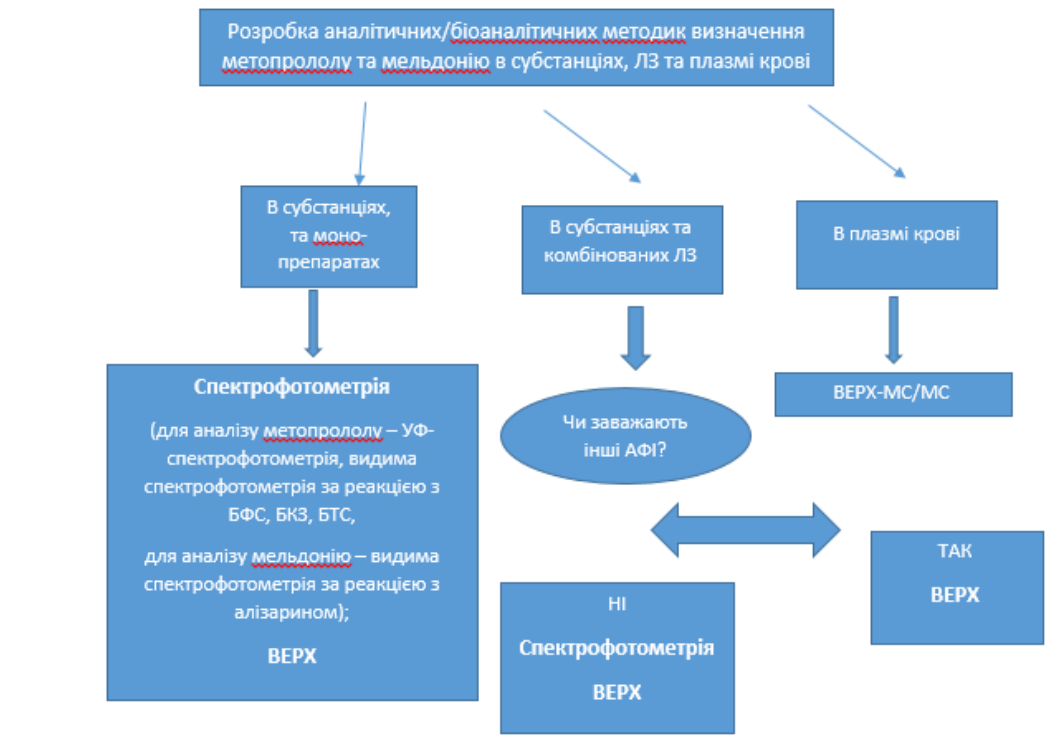 Розробка аналітичних/біоаналітичних методик визначення
метопрололу та мельдонію в субстанціях, ЛЗ та плазмі крові
В субстанціях,
та моно-
препаратах
В субстанціях та
комбінованих ЛЗ
В плазмі крові
Спектрофотометрія
(для аналізу метопрололу – УФ-
спектрофотометрія, видима
спектрофотометрія за реакцією з
БФС, БКЗ, БТС,
для аналізу мельдонію – видима
спектрофотометрія за реакцією з
алізарином);
ВЕРХ
Чи заважають
інші АФІ?
ВЕРХ-МС/МС
НІ
Спектрофотометрія
ВЕРХ
ТАК
ВЕРХ